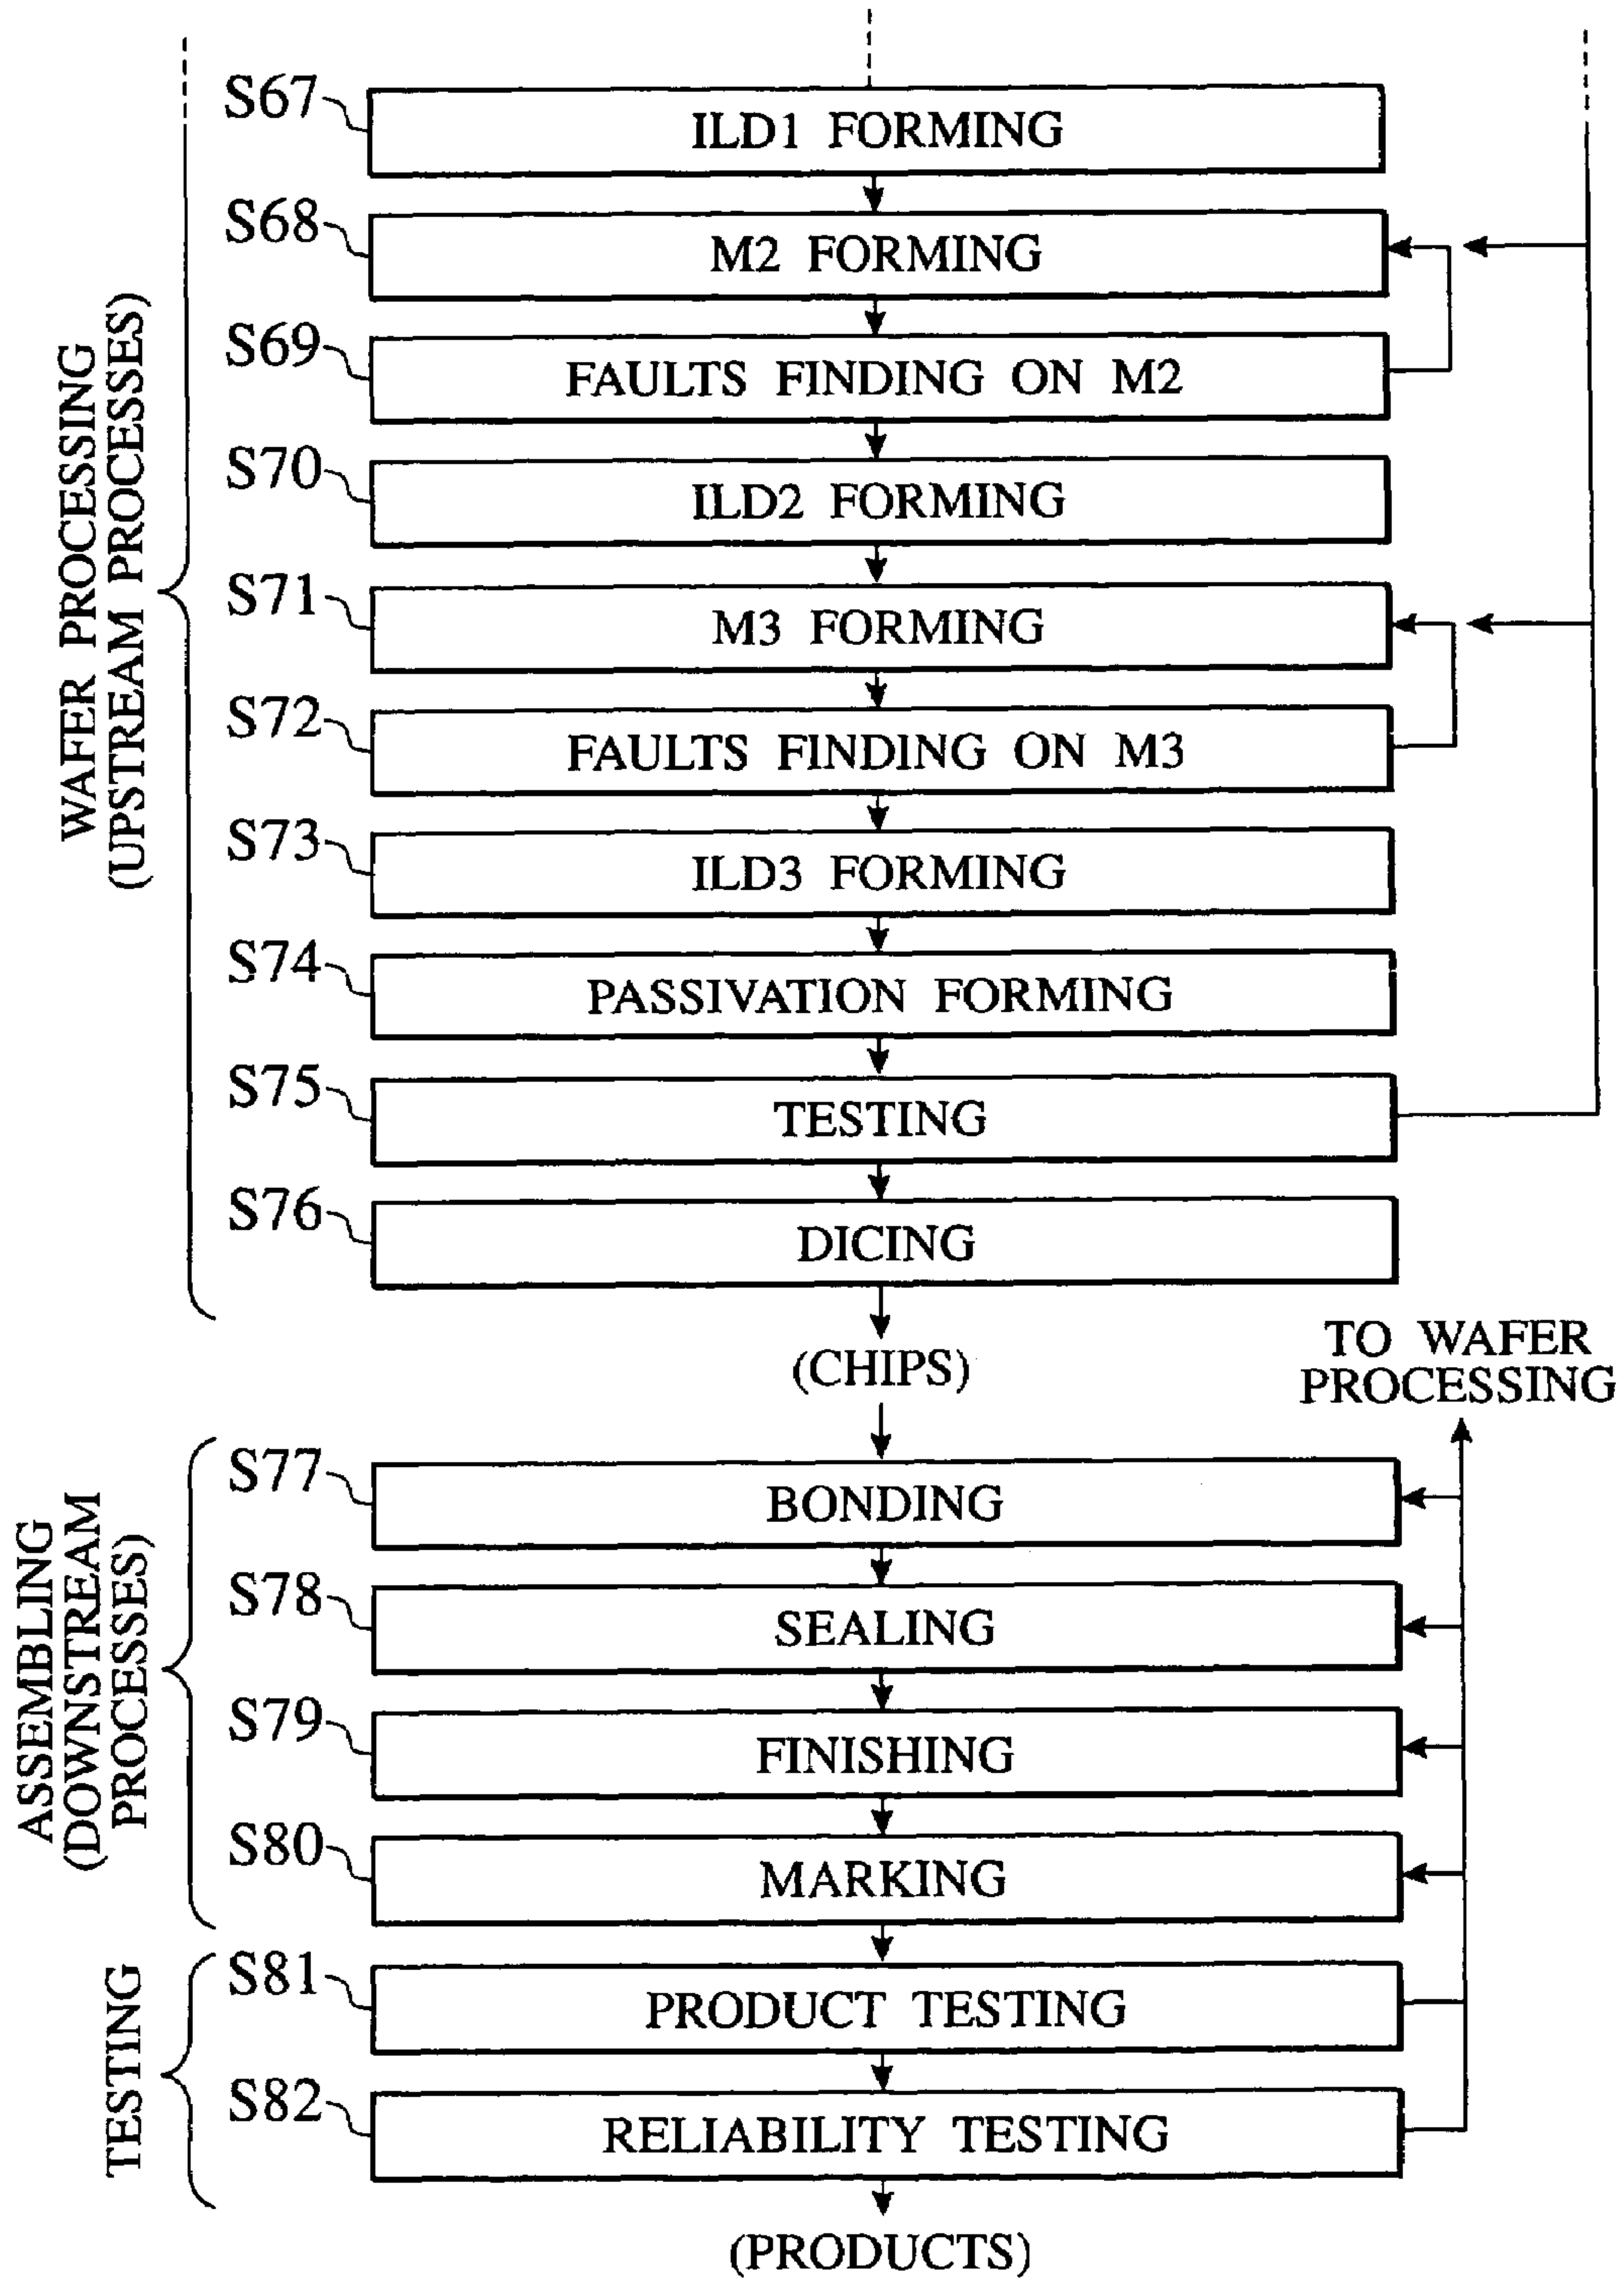 S67
ILD1 FORMING
S68
M2 FORMING
S69
FAULTS FINDING ON M2
S70
ILD2 FORMING
S71
M3 FORMING
S72
FAULTS FINDING ON M3
S73
ILD3 FORMING
S74
PASSIVATION FORMING
S75
TESTING
S76
DICING
WAFER PROCESSING
(UPSTREAM PROCESSES)
(CHIPS)
TO WAFER
PROCESSING
S77
BONDING
S78
SEALING
S79
FINISHING
S80
MARKING
ASSEMBLING
(DOWNSTREAM
PROCESSES)
S81
PRODUCT TESTING
S82
RELIABILITY TESTING
TESTING
(PRODUCTS)